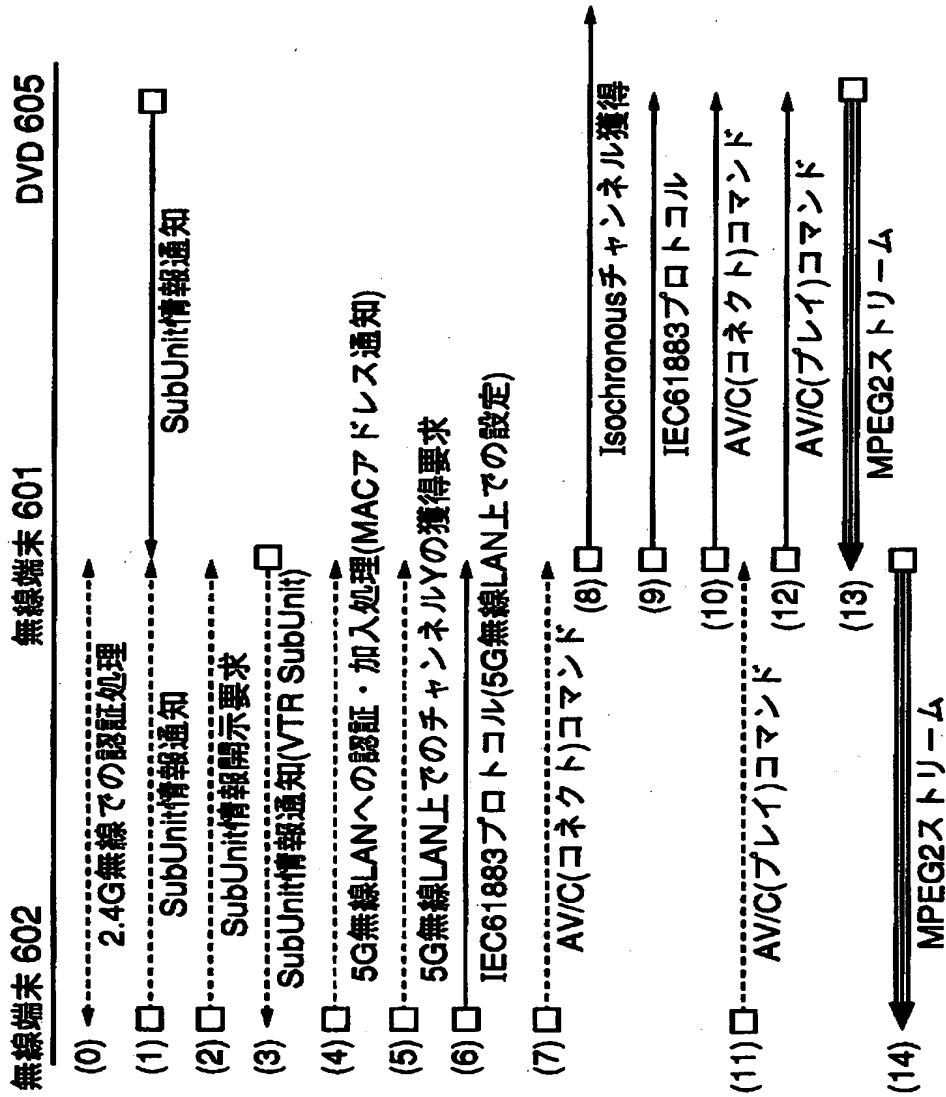 無線端末 602
無線端末 601
DVD 605
(0)
2.4G無線での認証処理
(1)
SubUnit情報通知
SubUnit情報通知
(2)
SubUnit情報開示要求
(3)
SubUnit情報通知(VTR SubUnit)
(4)
5G無線LANへの認証・加入処理(MACアドレス通知)
(5)
5G無線LAN上でのチャンネルYの獲得要求
(6)
IEC61883プロトコル(5G無線LAN上での設定)
(7)
AV/C(コネクト)コマンド
(8)
Isochronousチャンネル獲得
(9)
IEC61883プロトコル
(10)
AV/C(コネクト)コマンド
(11)
AV/C(プレイ)コマンド
(12)
AV/C(プレイ)コマンド
(13)
MPEG2ストリーム
(14)
MPEG2ストリーム